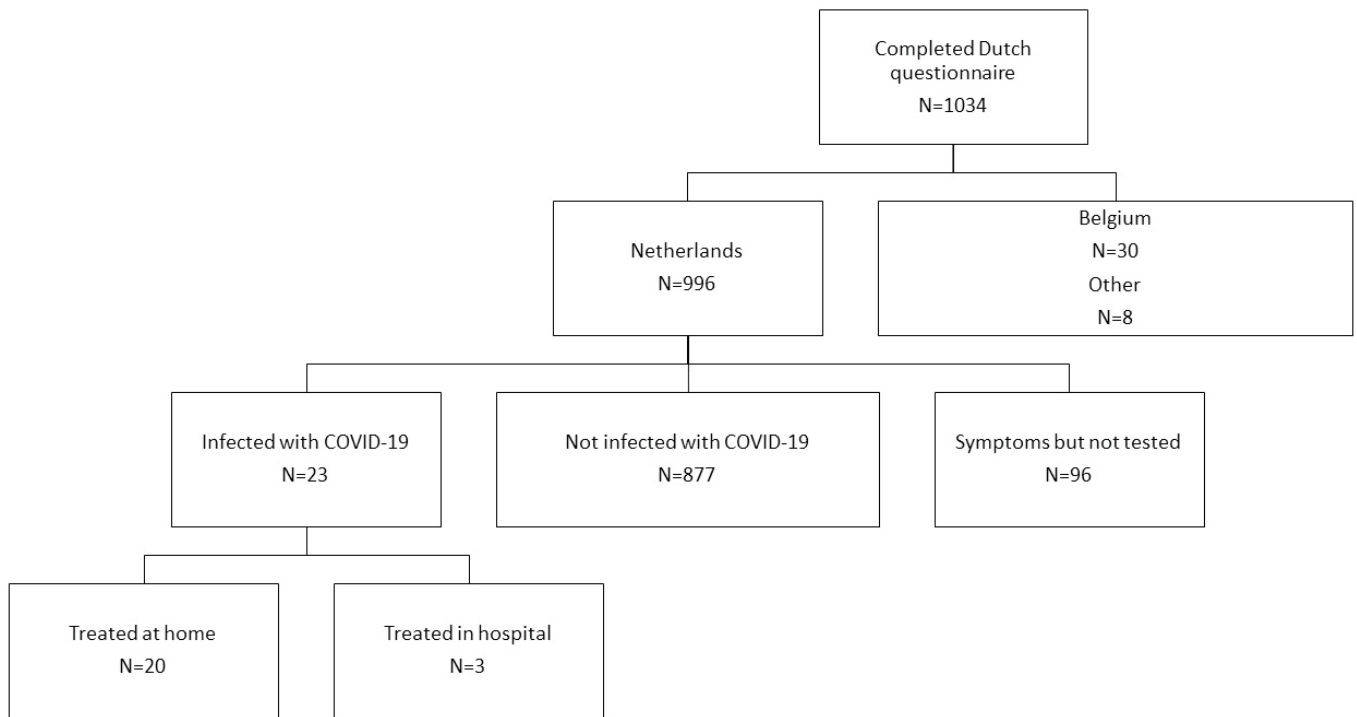 Completed Dutch
questionnaire
N=1034
Netherlands
N=996
Belgium
N=30
Other
N=8
Infected with COVID-19
N=23
Not infected with COVID-19
N=877
Symptoms but not tested
N=96
Treated at home
N=20
Treated in hospital
N=3